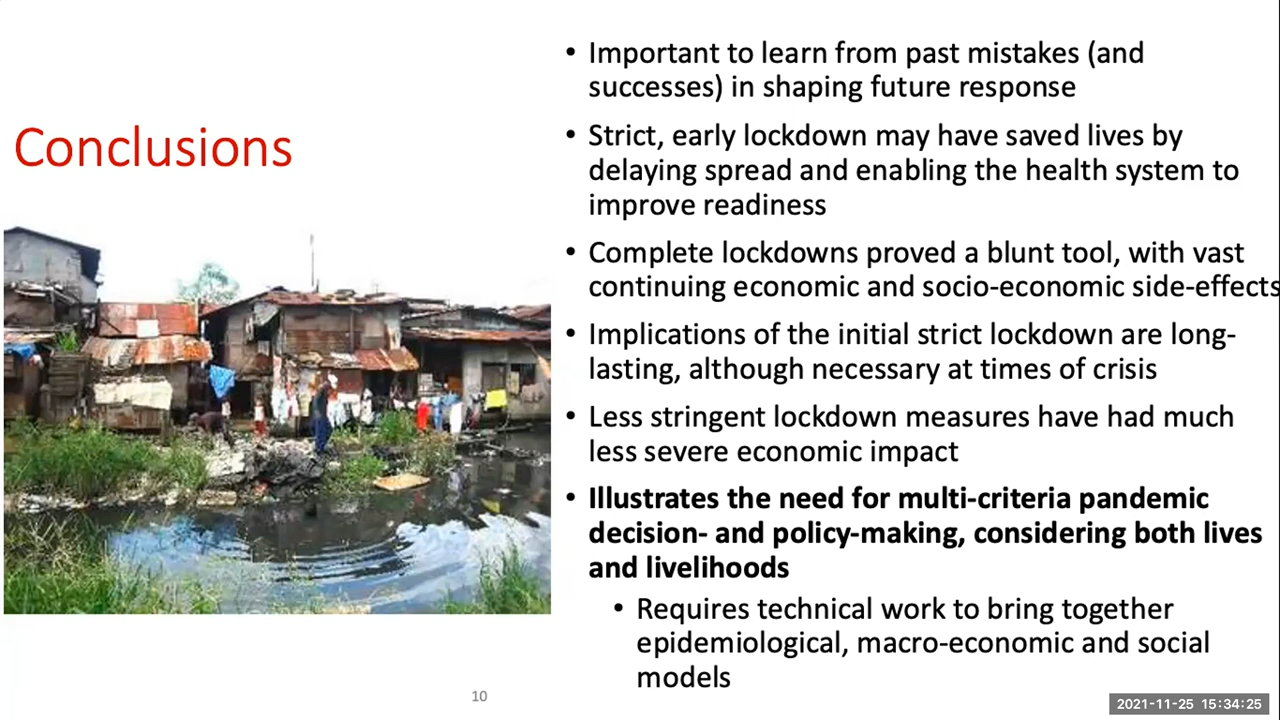 Conclusions
• Important to learn from past mistakes (and
successes) in shaping future response
• Strict, early lockdown may have saved lives by
delaying spread and enabling the health system to
improve readiness
• Complete lockdowns proved a blunt tool, with vast
continuing economic and socio-economic side-effects
• Implications of the initial strict lockdown are long-
lasting, although necessary at times of crisis
• Less stringent lockdown measures have had much
less severe economic impact
• Illustrates the need for multi-criteria pandemic
decision- and policy-making, considering both lives
and livelihoods
• Requires technical work to bring together
epidemiological, macro-economic and social
models
10
2021-11-25 15:34:25